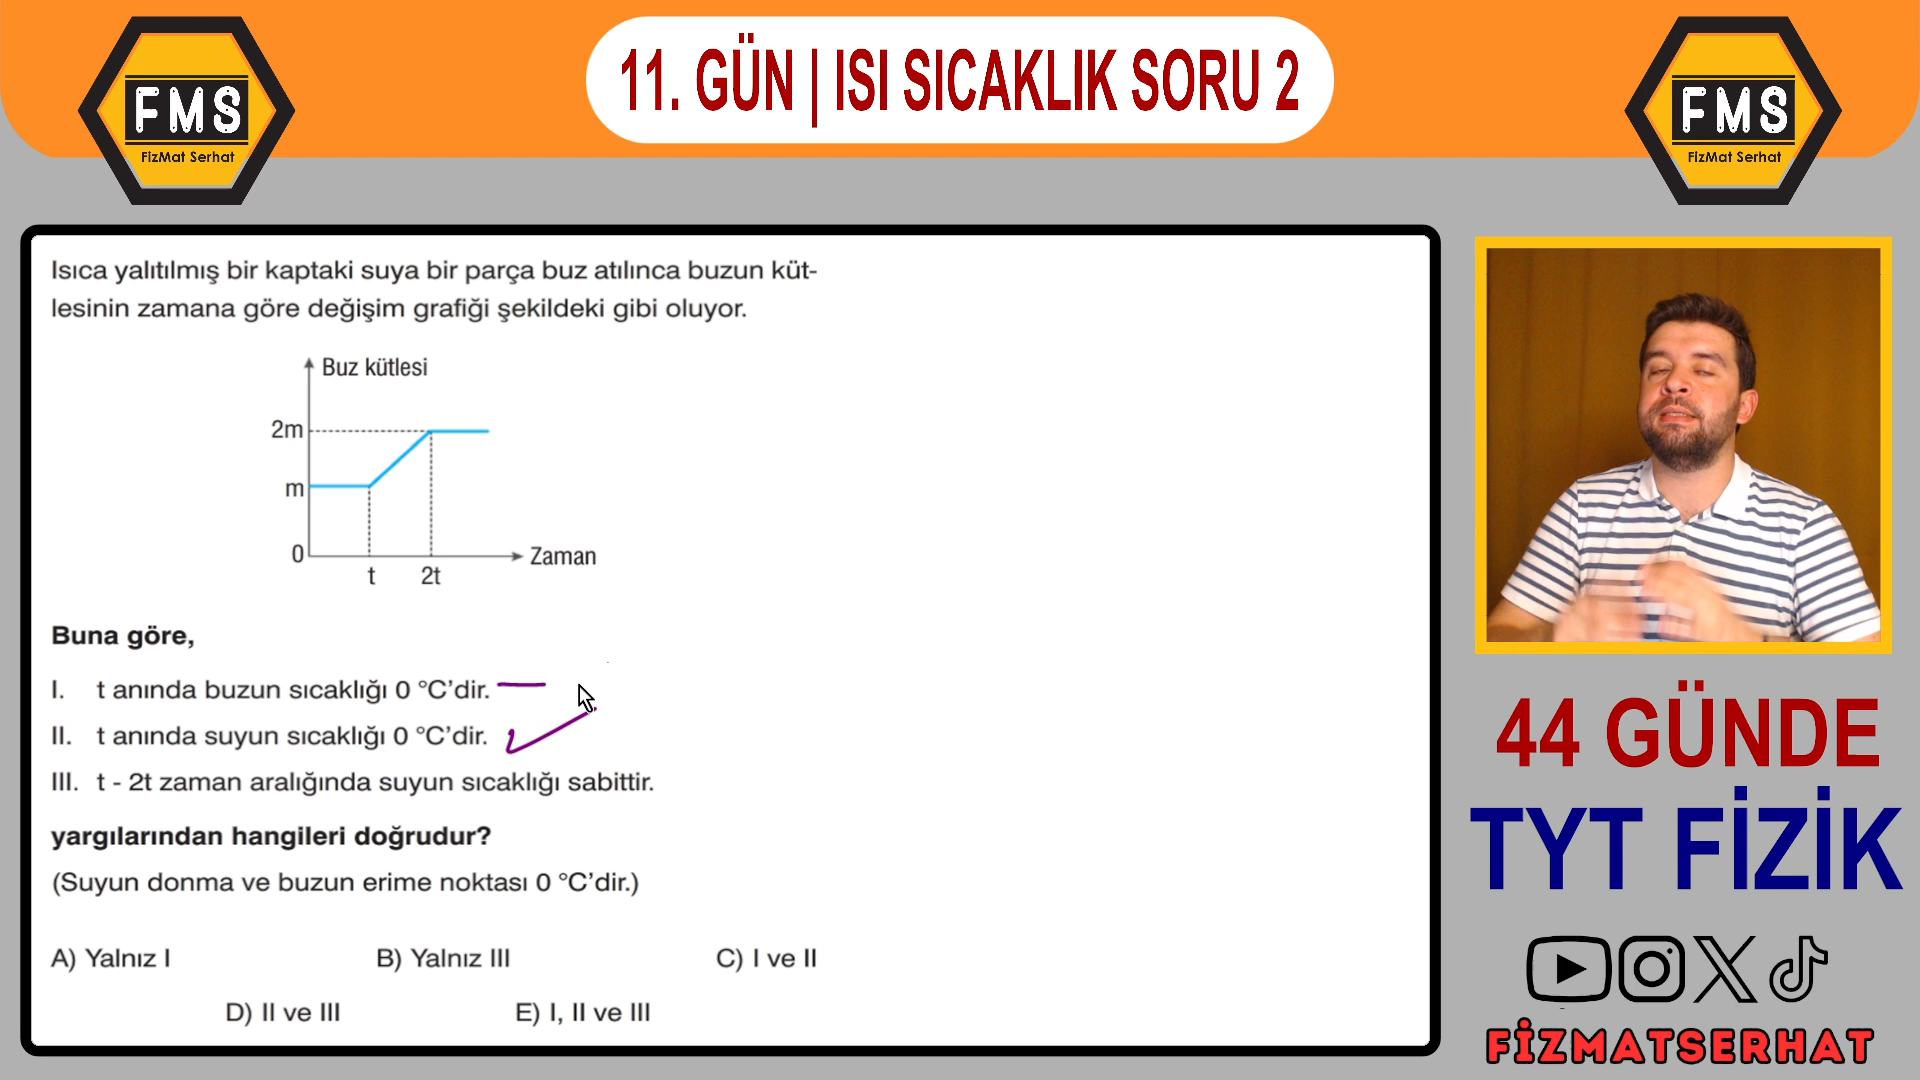 11. GÜN | ISI SICAKLIK SORU 2
FMS
FizMat Serhat
FMS
FizMat Serhat
Isıca yalıtılmış bir kaptaki suya bir parça buz atılınca buzun küt-
lesinin zamana göre değişim grafiği şekildeki gibi oluyor.
Buz kütlesi
2m
m
0
Zaman
t
2t
Buna göre,
I. t anında buzun sıcaklığı 0 °C'dir.
II. t anında suyun sıcaklığı 0 °C'dir.
III. t - 2t zaman aralığında suyun sıcaklığı sabittir.
yargılarından hangileri doğrudur?
(Suyun donma ve buzun erime noktası 0 °C'dir.)
A) Yalnız I
B) Yalnız III
C) I ve II
D) II ve III
E) I, II ve III
44 GÜNDE
TYT FİZİK
FİZMATSERHAT